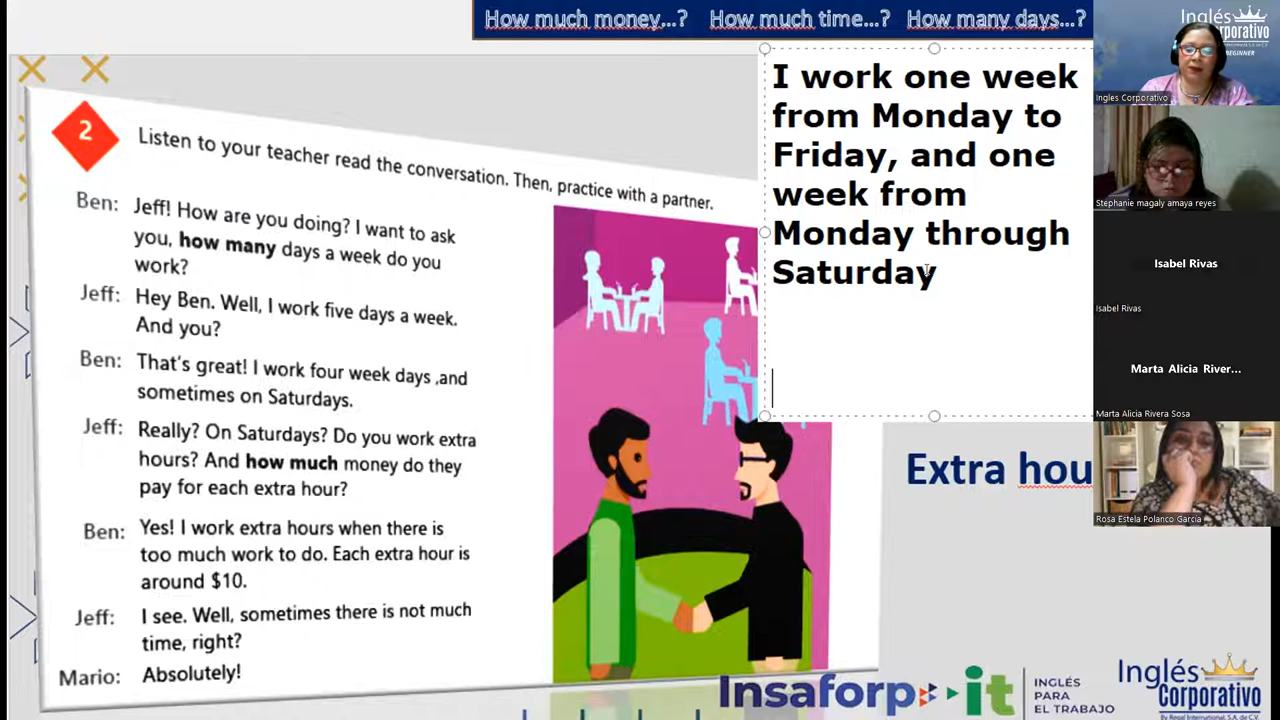 How much money...? How much time...? How many days...?
2
Listen to your teacher read the conversation. Then, practice with a partner.
Ben: Jeff! How are you doing? I want to ask
you, how many days a week do you
work?
Jeff: Hey Ben. Well, I work five days a week.
And you?
Ben: That's great! I work four week days ,and
sometimes on Saturdays.
Jeff: Really? On Saturdays? Do you work extra
hours? And how much money do they
pay for each extra hour?
Ben: Yes! I work extra hours when there is
too much work to do. Each extra hour is
around $10.
Jeff: I see. Well, sometimes there is not much
time, right?
Mario: Absolutely!
I work one week
from Monday to
Friday, and one
week from
Monday through
Saturday
Extra hou
Inglés
Corporativo
BEGINNER
Ingles Corporativo
Stephanie magaly amaya reyes
Isabel Rivas
Isabel Rivas
Marta Alicia River...
Marta Alicia Rivera Sosa
Rosa Estela Polanco García
Insaforp
it
INGLÉS
PARA
EL TRABAJO
Inglés
Corporativo
By Regal International, S.A. de C.V.